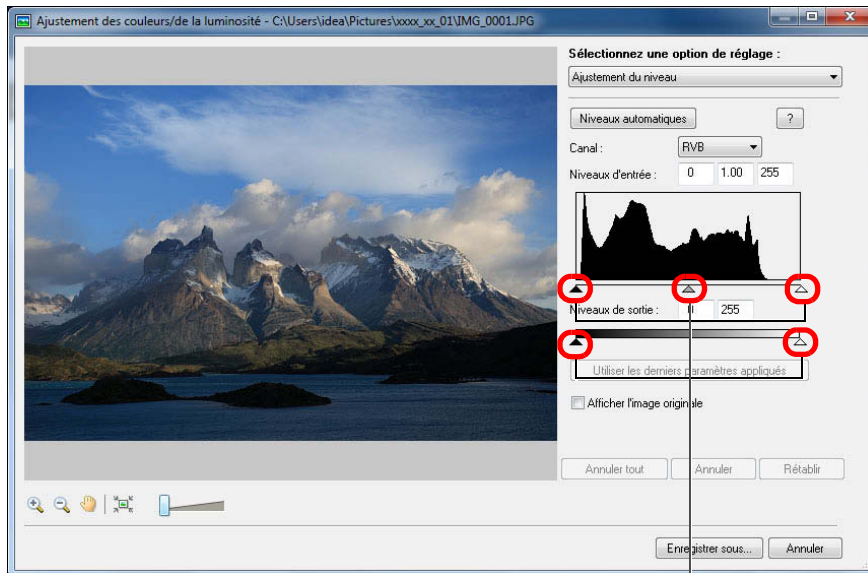 Ajustement des couleurs/de la luminosité - C:\Users\idea\Pictures\xxxx_xx_01\IMG_0001.JPG
Sélectionnez une option de réglage :
Ajustement du niveau
Niveaux automatiques ?
Canal : RVB
Niveaux d'entrée : 0 1.00 255
Niveaux de sortie : 0 255
Utiliser les derniers paramètres appliqués
Afficher l'image originale
Annuler tout Annuler Rétablir
Enregistrer sous... Annuler